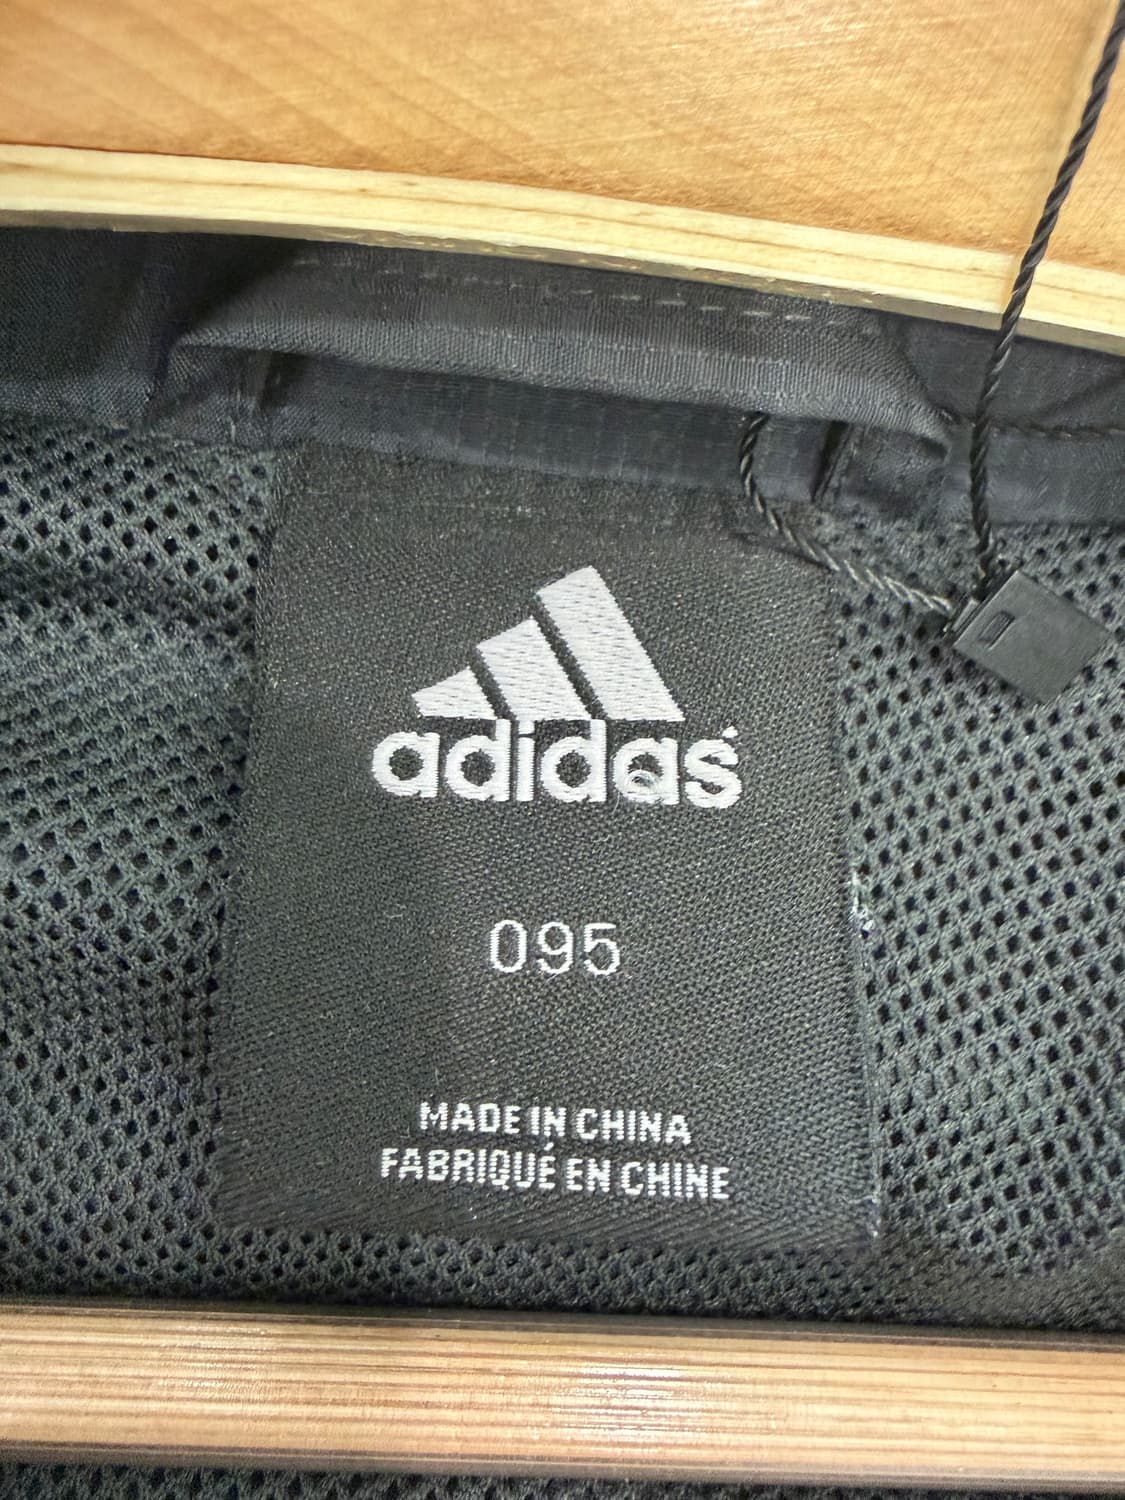 adidas
095
MADE IN CHINA
FABRIQUÉ EN CHINE